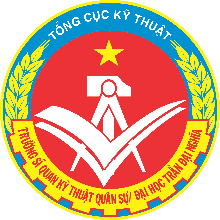 TỔNG CỤC KỸ THUẬT
TRƯỜNG SĨ QUAN KỸ THUẬT QUÂN SỰ/ ĐẠI HỌC TRẦN ĐẠI NGHĨA